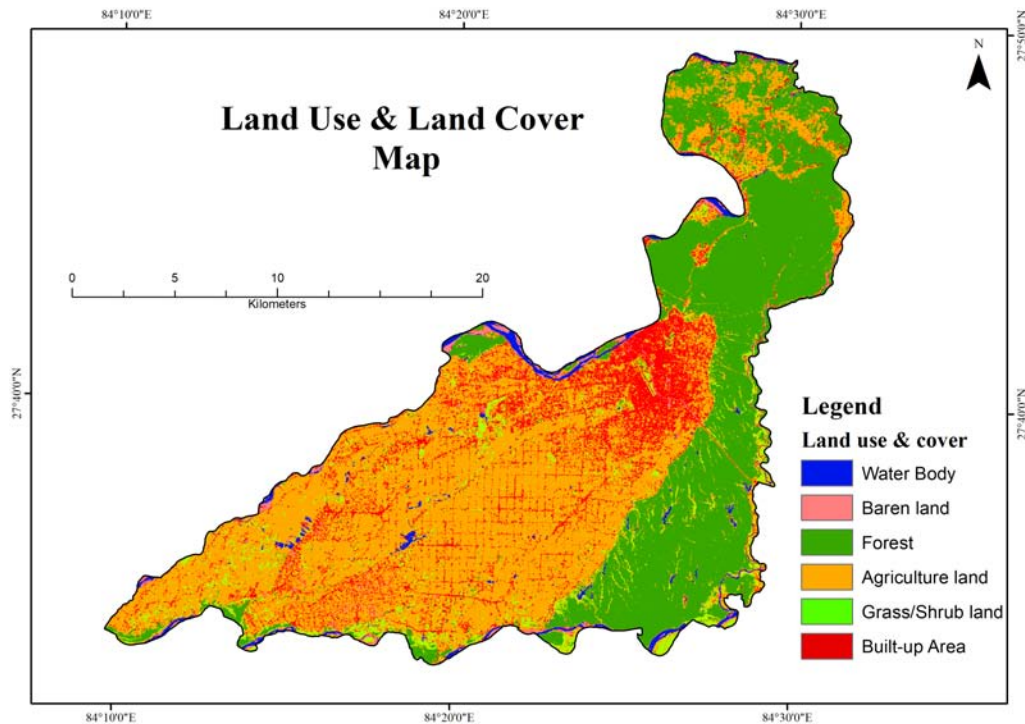 84°10'0"E 84°20'0"E 84°30'0"E
27°50'0"N
N
Land Use & Land Cover
Map
0 5 10 20
Kilometers
27°40'0"N
27°40'0"N
Legend
Land use & cover
Water Body
Baren land
Forest
Agriculture land
Grass/Shrub land
Built-up Area
84°10'0"E 84°20'0"E 84°30'0"E